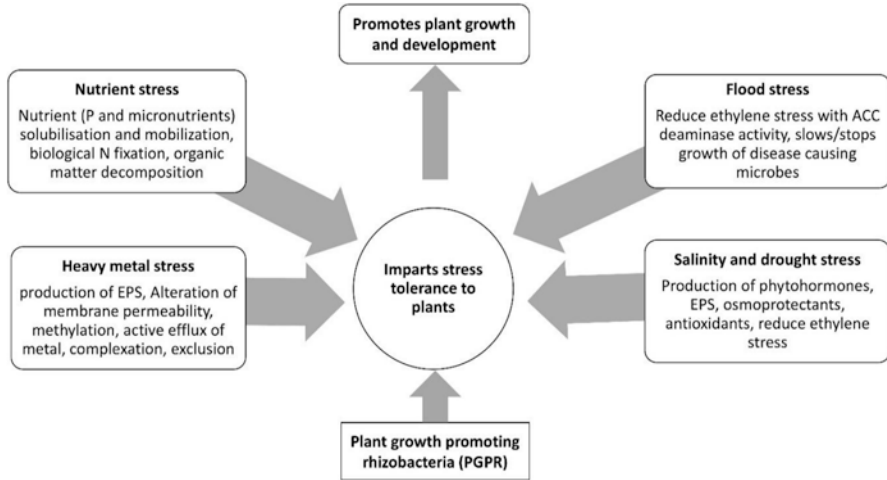 Promotes plant growth
and development
Nutrient stress
Nutrient (P and micronutrients)
solubilisation and mobilization,
biological N fixation, organic
matter decomposition
Flood stress
Reduce ethylene stress with ACC
deaminase activity, slows/stops
growth of disease causing
microbes
Heavy metal stress
production of EPS, Alteration of
membrane permeability,
methylation, active efflux of
metal, complexation, exclusion
Imparts stress
tolerance to
plants
Salinity and drought stress
Production of phytohormones,
EPS, osmoprotectants,
antioxidants, reduce ethylene
stress
Plant growth promoting
rhizobacteria (PGPR)